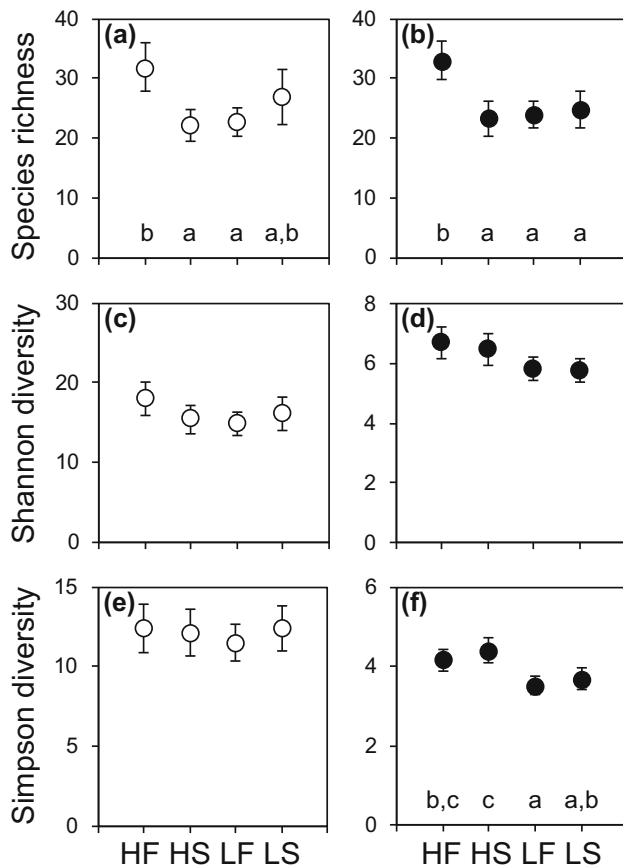 Species richness
(a)
40
30
20
10
0
b a a a,b
(b)
40
30
20
10
0
b a a a
Shannon diversity
(c)
30
20
10
0
(d)
8
6
4
2
0
Simpson diversity
(e)
15
10
5
0
HF HS LF LS
(f)
6
4
2
0
b,c c a a,b
HF HS LF LS